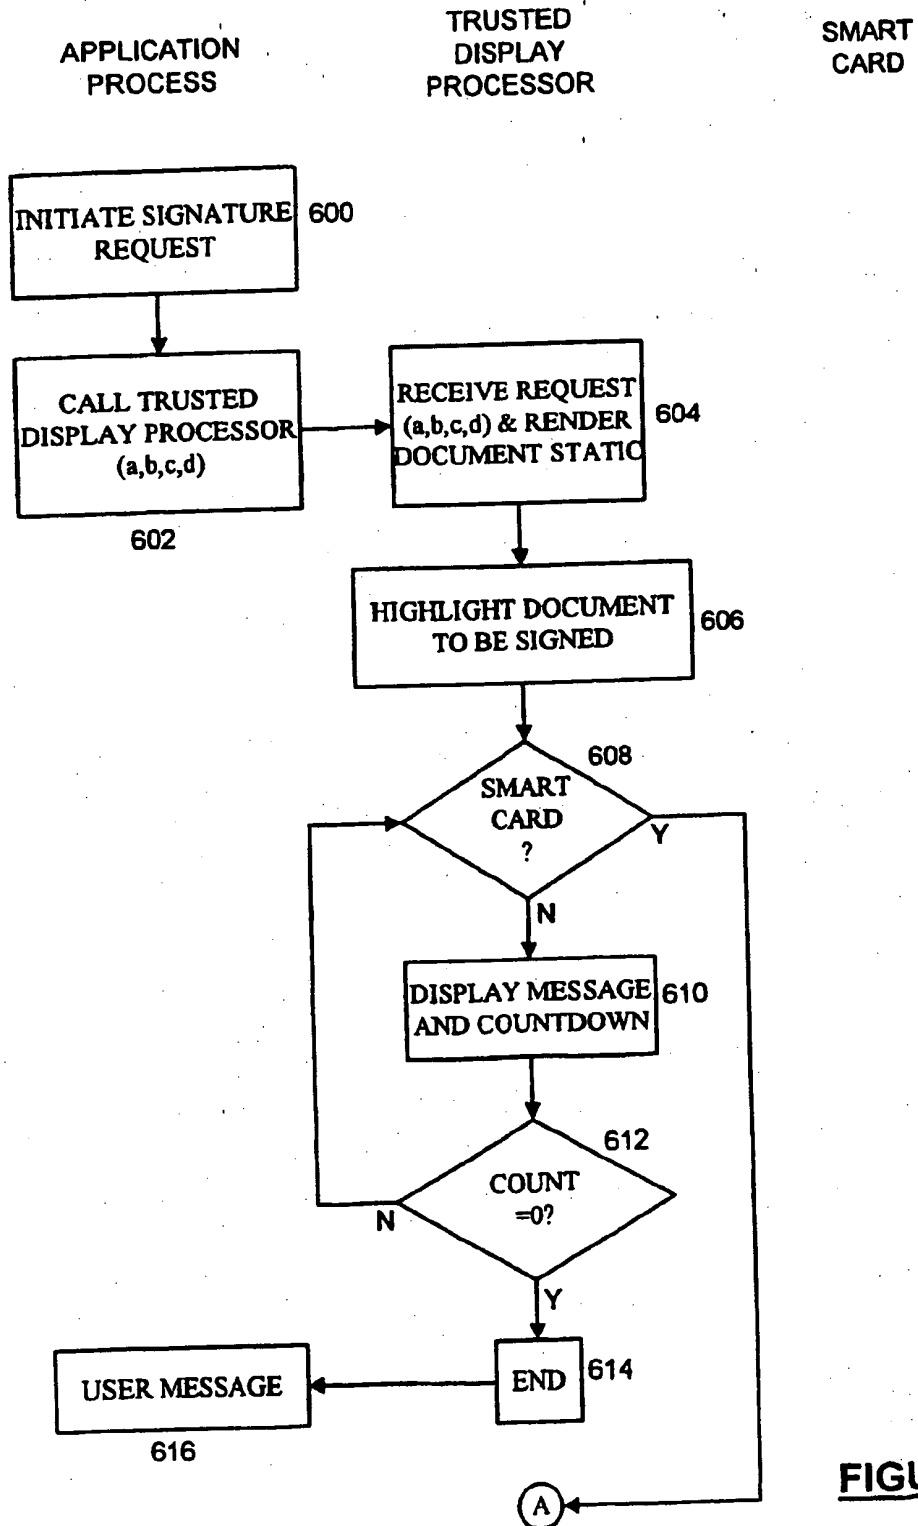 APPLICATION
PROCESS
TRUSTED
DISPLAY
PROCESSOR
SMART
CARD
INITIATE SIGNATURE
REQUEST
600
CALL TRUSTED
DISPLAY PROCESSOR
(a,b,c,d)
602
RECEIVE REQUEST
(a,b,c,d) & RENDER
DOCUMENT STATIC
604
HIGHLIGHT DOCUMENT
TO BE SIGNED
606
608
SMART
CARD
?
Y
N
DISPLAY MESSAGE
AND COUNTDOWN
610
612
COUNT
=0?
N
Y
END
614
USER MESSAGE
616
A
FIGU